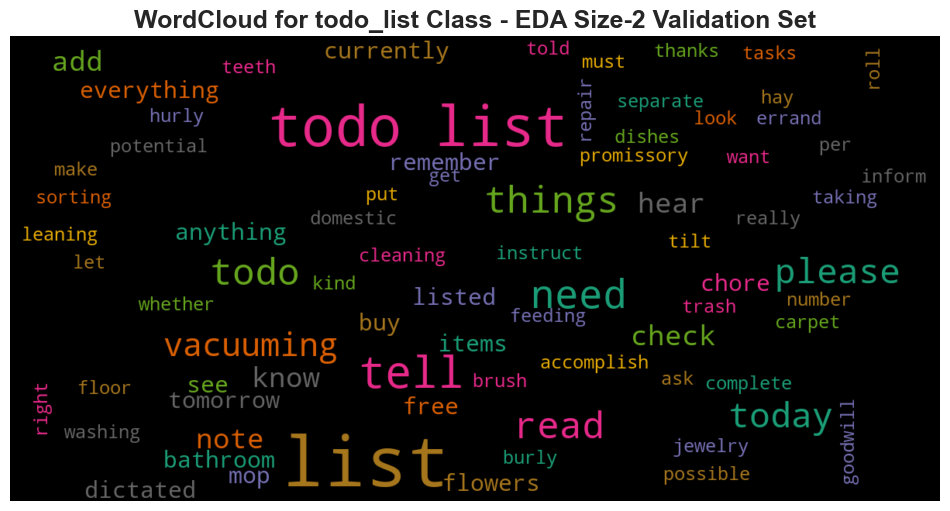 WordCloud for todo_list Class - EDA Size-2 Validation Set
add
teeth
currently
told
must
thanks
tasks
roll
everything
hurly
repair
separate
hay
todo list
look
errand
potential
dishes
per
make
remember
promissory
want
get
inform
sorting
put
things
hear
taking
domestic
really
leaning
anything
tilt
let
cleaning
instruct
todo
kind
please
chore
whether
listed
need
number
feeding
trash
buy
carpet
vacuuming
items
check
accomplish
know
tell
brush
ask
complete
floor
see
right
tomorrow
free
today
washing
note
read
jewelry
goodwill
bathroom
burly
mop
list
flowers
possible
dictated